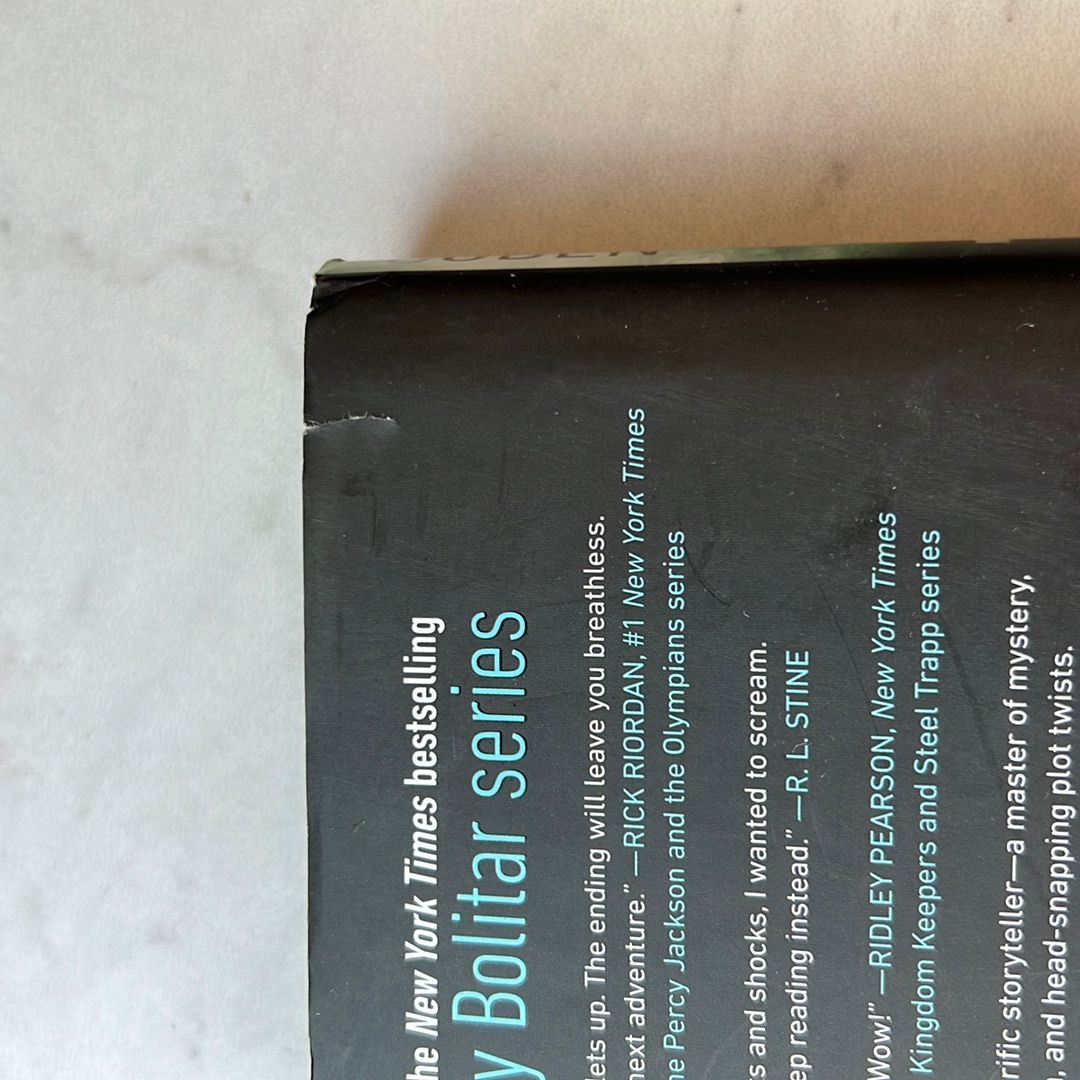 he New York Times bestselling
y Bolitar series
lets up. The ending will leave you breathless.
next adventure.” —RICK RIORDAN, #1 New York Times
he Percy Jackson and the Olympians series
s and shocks, I wanted to scream.
ep reading instead.” —R. L. STINE
Wow!” —RIDLEY PEARSON, New York Times
Kingdom Keepers and Steel Trapp series
rific storyteller—a master of mystery,
, and head-snapping plot twists.